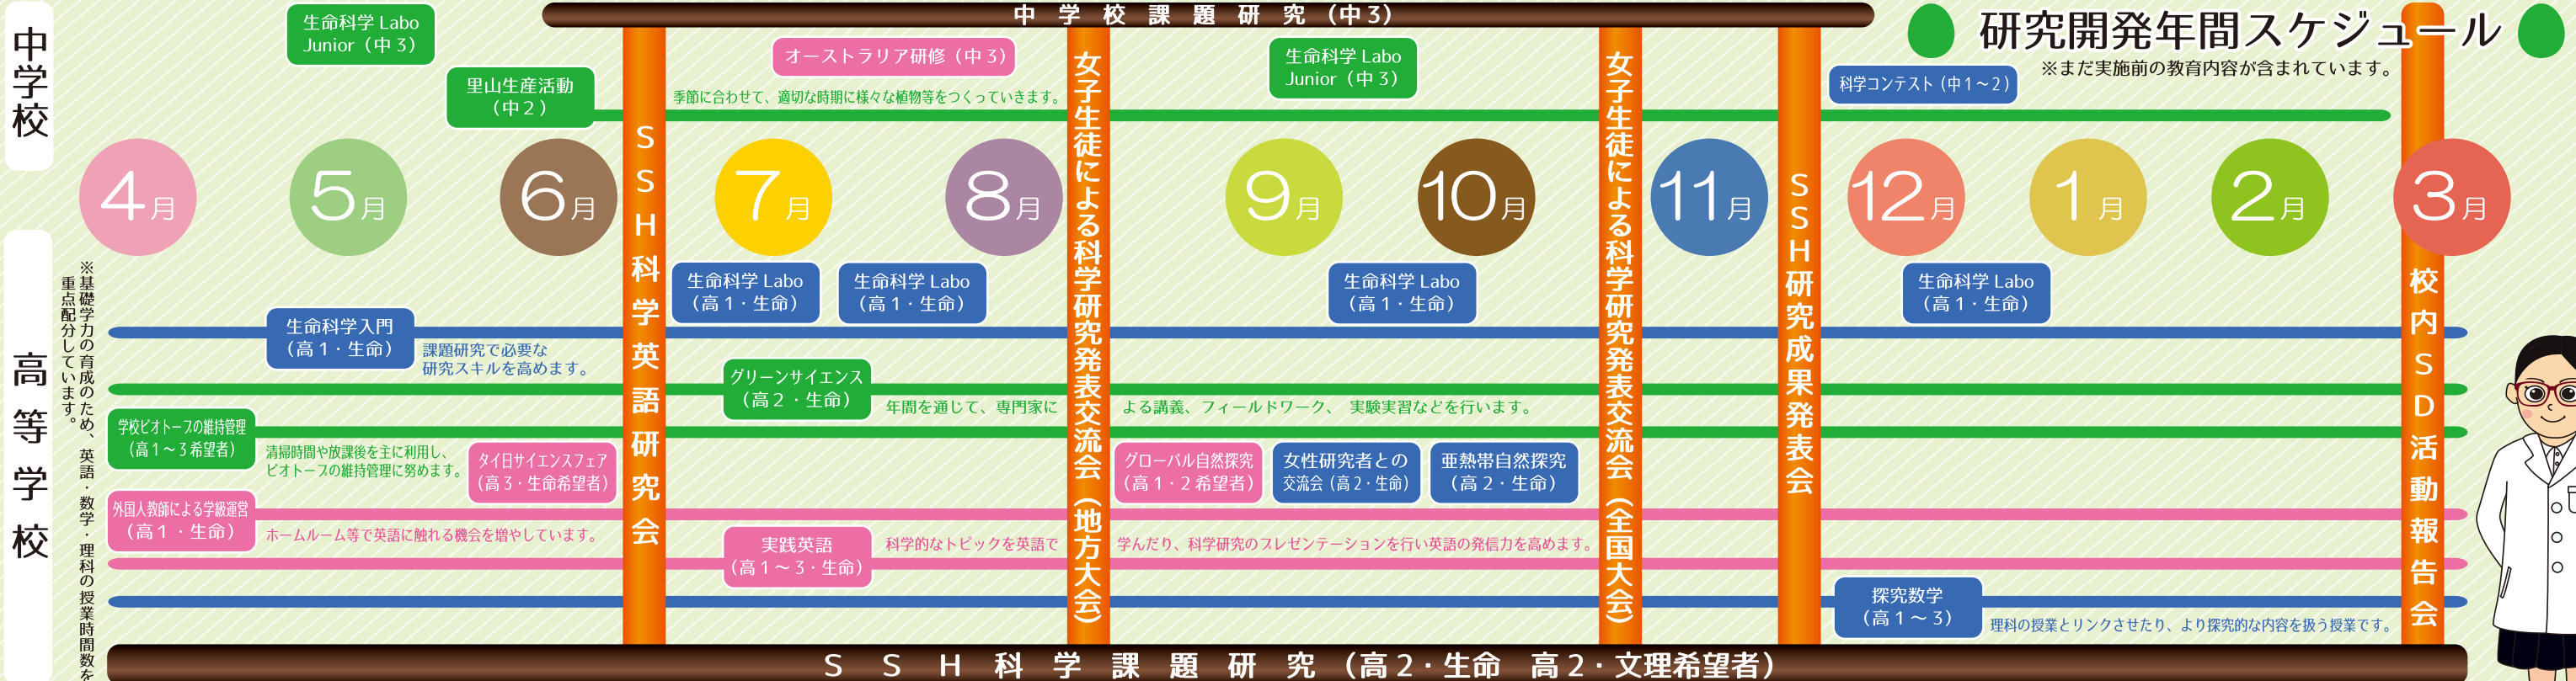 研究開発年間スケジュール
※まだ実施前の教育内容が含まれています。
中学校
中学校課題研究（中3）
生命科学 Labo
Junior（中3）
里山生産活動
（中2）
オーストラリア研修（中3）
季節に合わせて、適切な時期に様々な植物等をつくっていきます。
生命科学 Labo
Junior（中3）
科学コンテスト（中1～2）
4月
5月
6月
7月
8月
9月
10月
11月
12月
1月
2月
3月
SSH科学英語研究会
女子生徒による科学研究発表交流会（地方大会）
女子生徒による科学研究発表交流会（全国大会）
SSH研究成果発表会
校内SD活動報告会
高等学校
※基礎学力の育成のため、英語・数学・理科の授業時間数を
重点配分しています。
生命科学 Labo
（高1・生命）
生命科学 Labo
（高1・生命）
生命科学 Labo
（高1・生命）
生命科学 Labo
（高1・生命）
生命科学入門
（高1・生命）
課題研究で必要な
研究スキルを高めます。
グリーンサイエンス
（高2・生命）
年間を通じて、専門家に
よる講義、フィールドワーク、 実験実習などを行います。
学校ビオトープの維持管理
（高1～3希望者）
清掃時間や放課後を主に利用し、
ビオトープの維持管理に努めます。
タイ日サイエンスフェア
（高3・生命希望者）
グローバル自然探究
（高1・2希望者）
女性研究者との
交流会（高2・生命）
亜熱帯自然探究
（高2・生命）
外国人教師による学級運営
（高1・生命）
ホームルーム等で英語に触れる機会を増やしています。
実践英語
（高1～3・生命）
科学的なトピックを英語で
学んだり、科学研究のプレゼンテーションを行い英語の発信力を高めます。
探究数学
（高1～3）
理科の授業とリンクさせたり、より探究的な内容を扱う授業です。
SSH科学課題研究（高2・生命 高2・文理希望者）